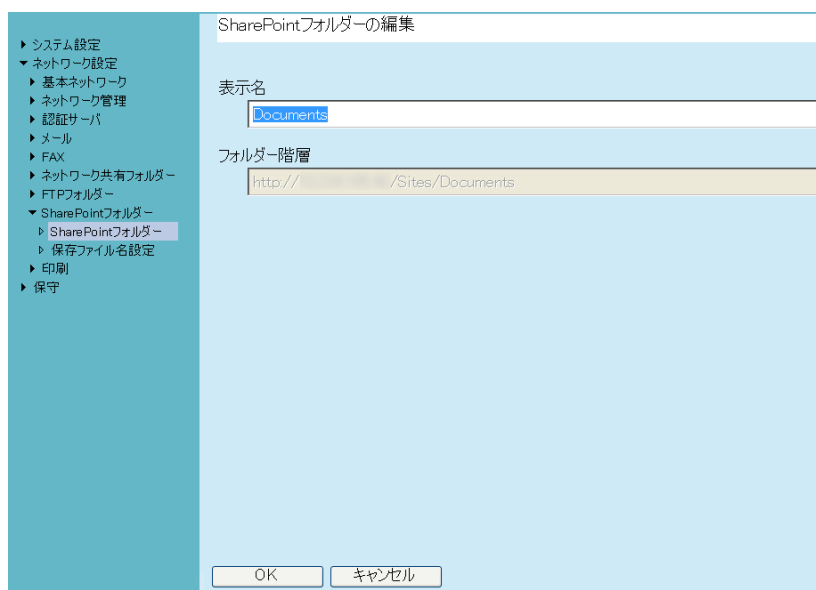 SharePointフォルダーの編集
システム設定
ネットワーク設定
基本ネットワーク
ネットワーク管理
認証サーバ
メール
FAX
ネットワーク共有フォルダー
FTPフォルダー
SharePointフォルダー
SharePointフォルダー
保存ファイル名設定
印刷
保守
表示名
Documents
フォルダー階層
http:// /Sites/Documents
OK キャンセル